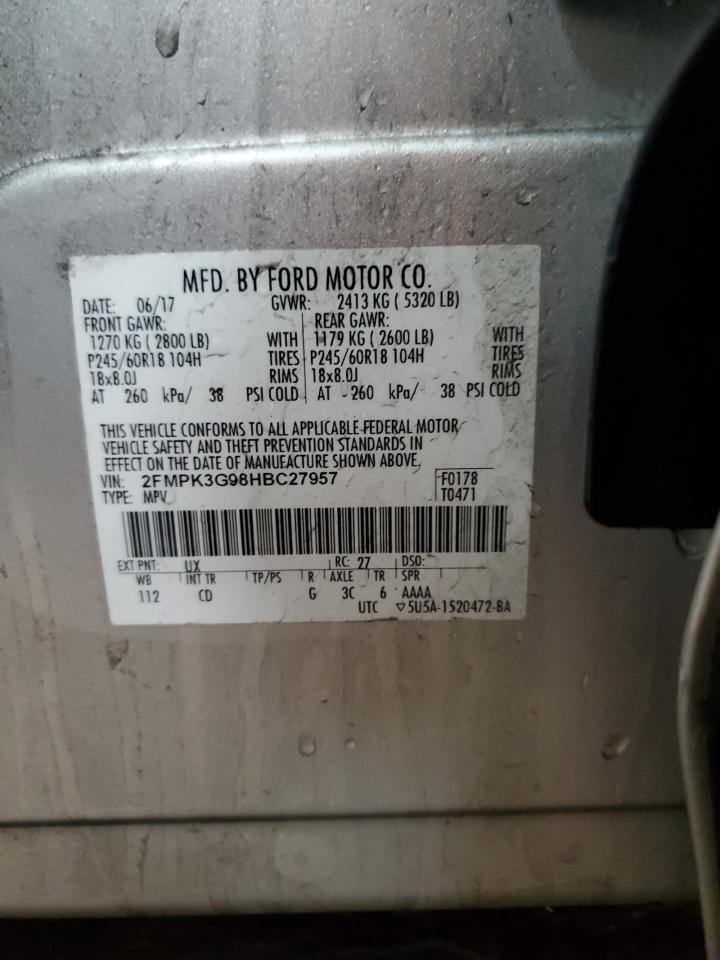 MFD. BY FORD MOTOR CO.
DATE: 06/17 GVWR: 2413 KG ( 5320 LB)
FRONT GAWR: REAR GAWR:
1270 KG ( 2800 LB) WITH 1179 KG ( 2600 LB) WITH
P245/60R18 104H TIRES P245/60R18 104H TIRES
18x8.0J RIMS 18x8.0J RIMS
AT 260 kPa/ 38 PSI COLD AT 260 kPa/ 38 PSI COLD
THIS VEHICLE CONFORMS TO ALL APPLICABLE FEDERAL MOTOR
VEHICLE SAFETY AND THEFT PREVENTION STANDARDS IN
EFFECT ON THE DATE OF MANUFACTURE SHOWN ABOVE.
VIN: 2FMPK3G98HBC27957 F0178
TYPE: MPV T0471
EXT PNT: UX RC: 27 DSO:
WB INT TR TP/PS R AXLE TR SPR
112 CD G 3C 6 AAAA
UTC ▽5U5A-1520472-BA